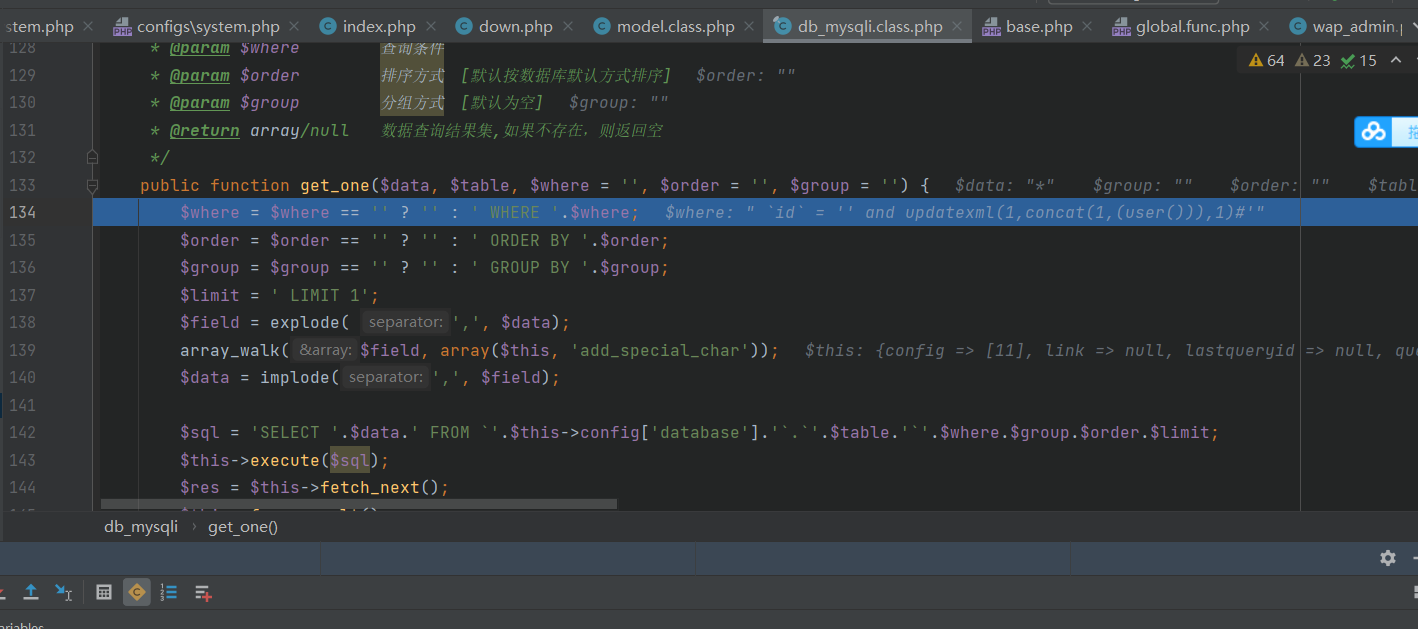 stem.php configs\system.php index.php down.php model.class.php db_mysqli.class.php base.php global.func.php wap_admin.p
128 * @param $where 查询条件
64 23 15
129 * @param $order 排序方式 [默认按数据库默认方式排序] $order: ""
130 * @param $group 分组方式 [默认为空] $group: ""
131 * @return array/null 数据查询结果集,如果不存在，则返回空
132 */
133 public function get_one($data, $table, $where = '', $order = '', $group = '') { $data: "*" $group: "" $order: "" $tabl
134 $where = $where == '' ? '' : ' WHERE '.$where; $where: " `id` = '' and updatexml(1,concat(1,(user())),1)#'"
135 $order = $order == '' ? '' : ' ORDER BY '.$order;
136 $group = $group == '' ? '' : ' GROUP BY '.$group;
137 $limit = ' LIMIT 1';
138 $field = explode( separator: ',', $data);
139 array_walk( &array: $field, array($this, 'add_special_char')); $this: {config => [11], link => null, lastqueryid => null, qu
140 $data = implode( separator: ',', $field);
141
142 $sql = 'SELECT '.$data.' FROM `'.$this->config['database'].'`.`'.$table.'`'.$where.$group.$order.$limit;
143 $this->execute($sql);
144 $res = $this->fetch_next();
db_mysqli › get_one()
ariables